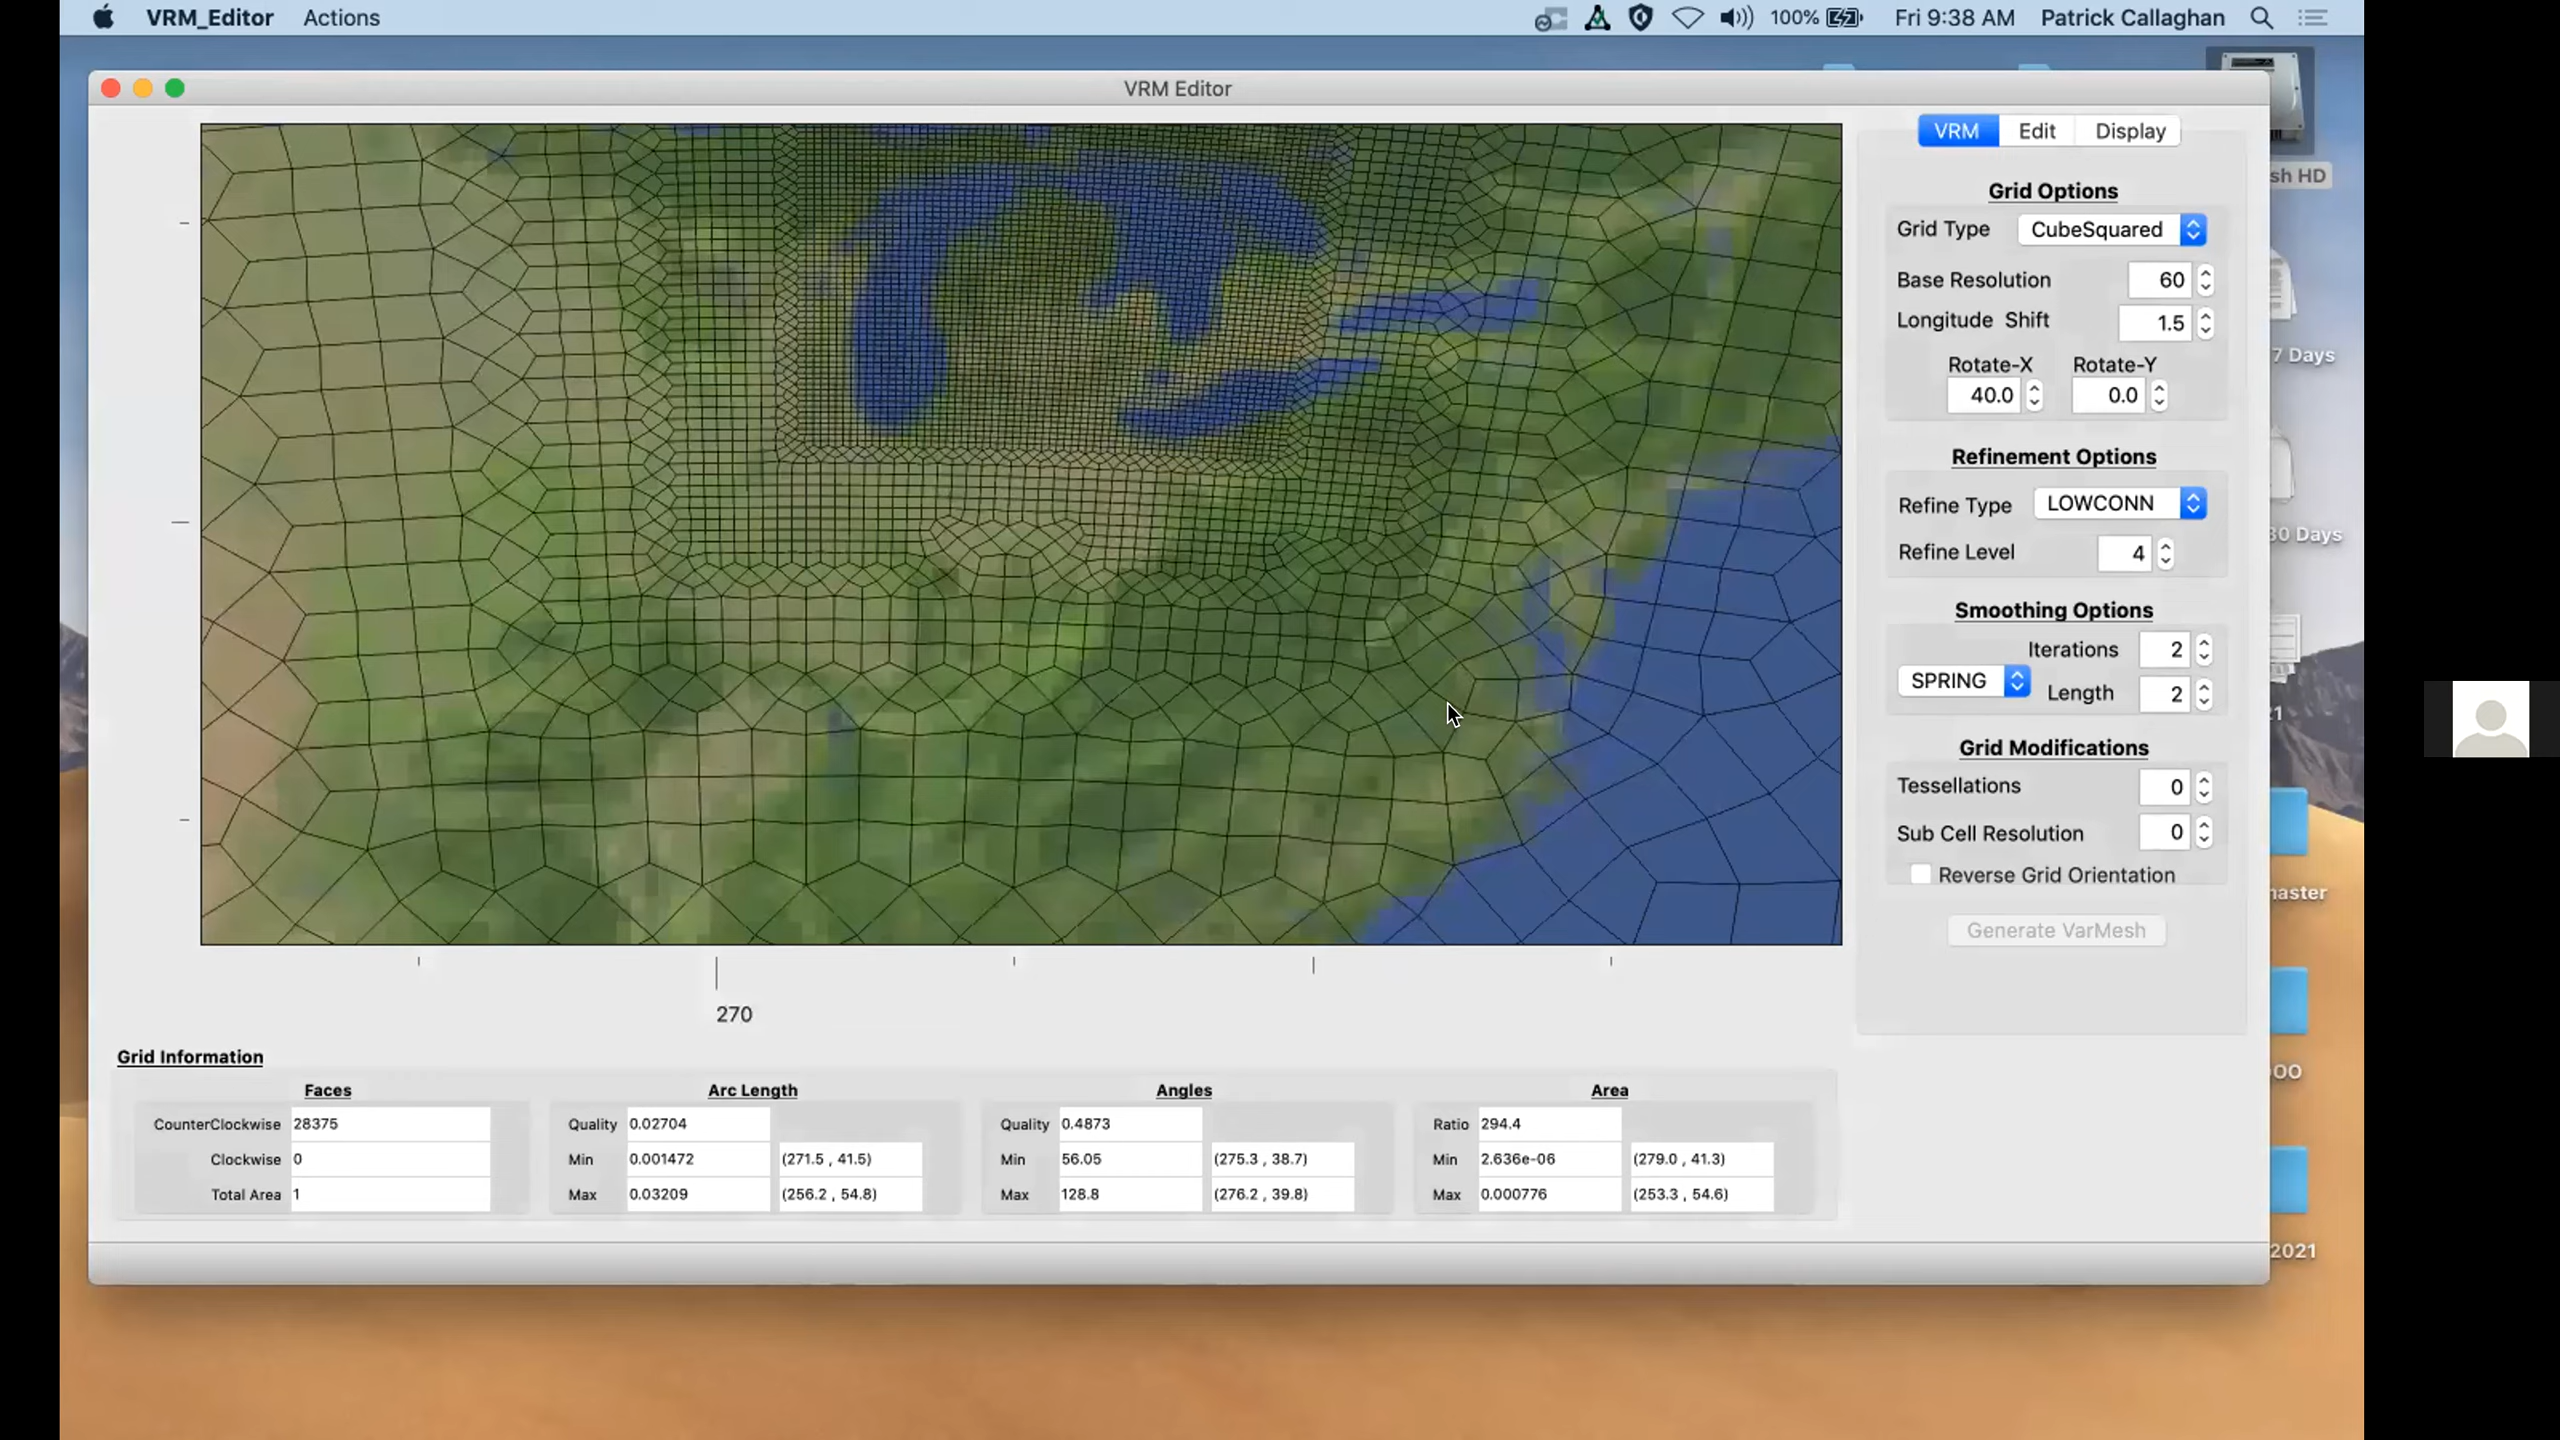 VRM_Editor Actions 100% Fri 9:38 AM Patrick Callaghan
VRM Editor
sh HD
7 Days
30 Days
21
master
2021
VRM Edit Display
Grid Options
Grid Type CubeSquared
Base Resolution 60
Longitude Shift 1.5
Rotate-X Rotate-Y
40.0 0.0
Refinement Options
Refine Type LOWCONN
Refine Level 4
Smoothing Options
Iterations 2
SPRING Length 2
Grid Modifications
Tessellations 0
Sub Cell Resolution 0
Reverse Grid Orientation
Generate VarMesh
270
Grid Information
Faces Arc Length Angles Area
CounterClockwise 28375 Quality 0.02704 Quality 0.4873 Ratio 294.4
Clockwise 0 Min 0.001472 (271.5 , 41.5) Min 56.05 (275.3 , 38.7) Min 2.636e-06 (279.0 , 41.3)
Total Area 1 Max 0.03209 (256.2 , 54.8) Max 128.8 (276.2 , 39.8) Max 0.000776 (253.3 , 54.6)